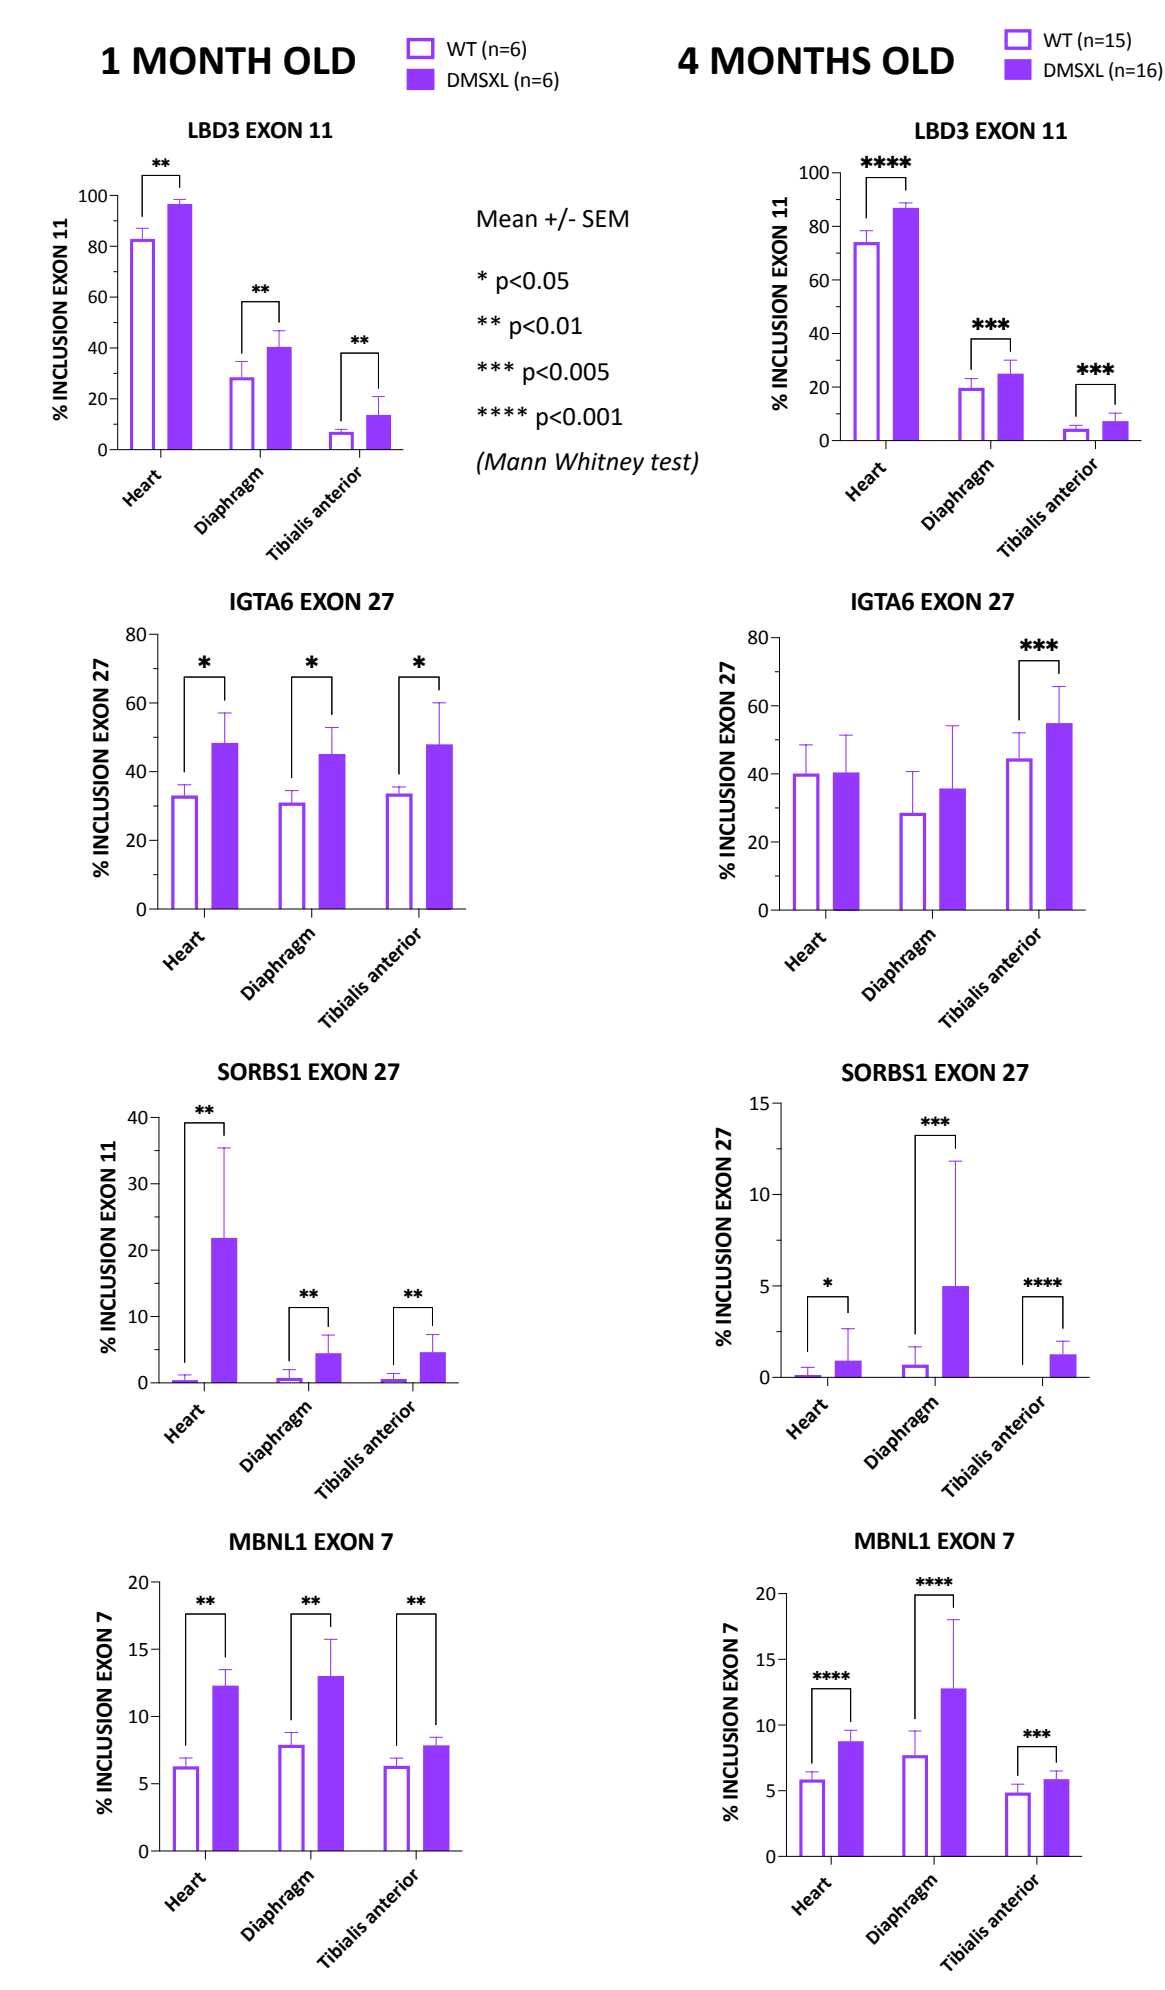 1 MONTH OLD
WT (n=6)
DMSXL (n=6)
4 MONTHS OLD
WT (n=15)
DMSXL (n=16)
LBD3 EXON 11
**
**
**
% INCLUSION EXON 11
100
80
60
40
20
0
Heart
Diaphragm
Tibialis anterior
Mean +/- SEM
* p<0.05
** p<0.01
*** p<0.005
**** p<0.001
(Mann Whitney test)
LBD3 EXON 11
****
***
***
% INCLUSION EXON 11
100
80
60
40
20
0
Heart
Diaphragm
Tibialis anterior
IGTA6 EXON 27
*
*
*
% INCLUSION EXON 27
80
60
40
20
0
Heart
Diaphragm
Tibialis anterior
IGTA6 EXON 27
***
% INCLUSION EXON 27
80
60
40
20
0
Heart
Diaphragm
Tibialis anterior
SORBS1 EXON 27
**
**
**
% INCLUSION EXON 11
40
30
20
10
0
Heart
Diaphragm
Tibialis anterior
SORBS1 EXON 27
*
***
****
% INCLUSION EXON 27
15
10
5
0
Heart
Diaphragm
Tibialis anterior
MBNL1 EXON 7
**
**
**
% INCLUSION EXON 7
20
15
10
5
0
Heart
Diaphragm
Tibialis anterior
MBNL1 EXON 7
****
****
***
% INCLUSION EXON 7
20
15
10
5
0
Heart
Diaphragm
Tibialis anterior